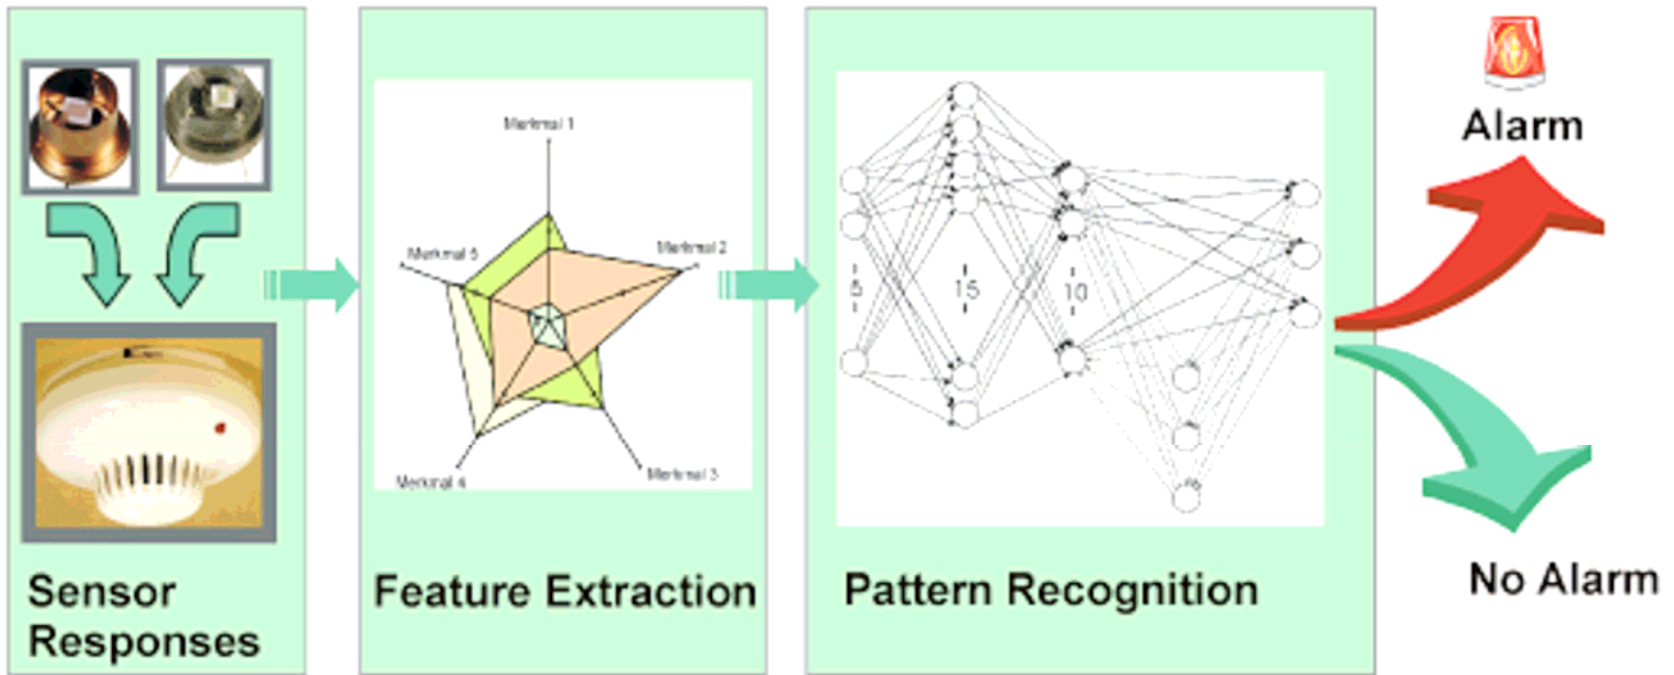 Sensor
Responses
Merkmal 1
Merkmal 2
Merkmal 5
Merkmal 3
Merkmal 4
Feature Extraction
15
10
Pattern Recognition
Alarm
No Alarm